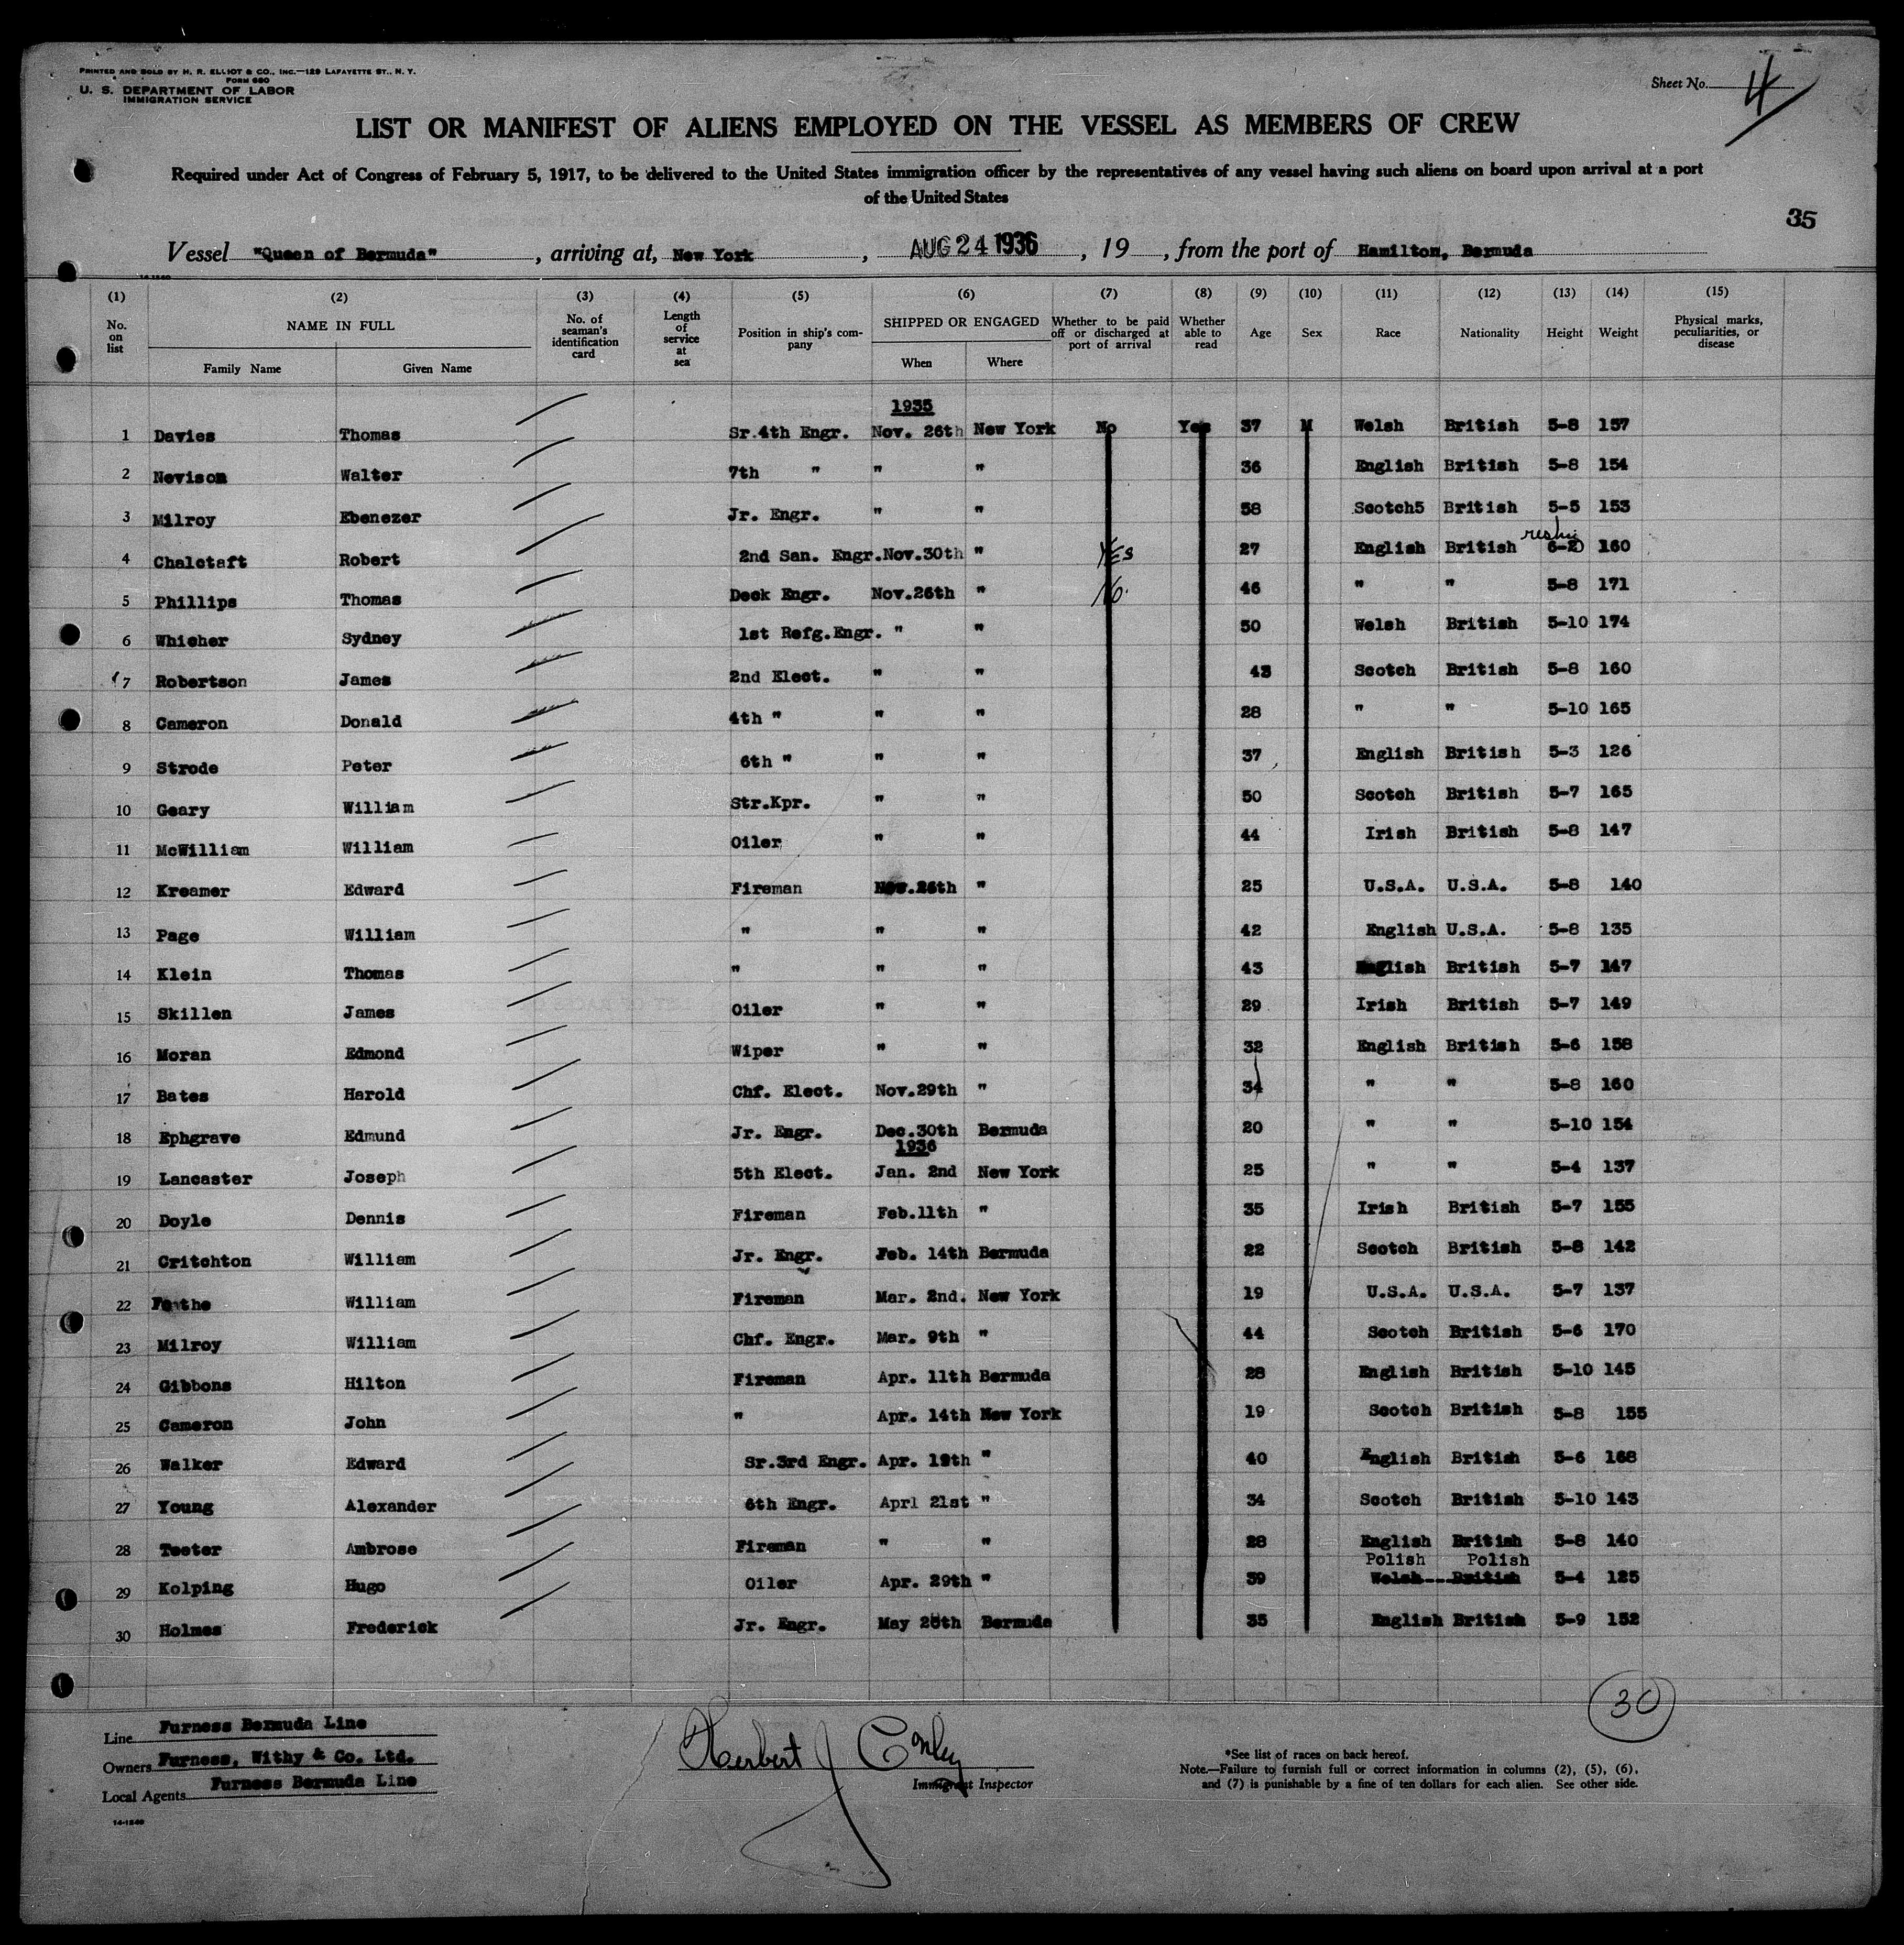 PRINTED AND SOLD BY H. R. ELLIOT & CO., INC.—129 LAFAYETTE ST., N. Y.
FORM 680
U. S. DEPARTMENT OF LABOR
IMMIGRATION SERVICE
Sheet No. 4
LIST OR MANIFEST OF ALIENS EMPLOYED ON THE VESSEL AS MEMBERS OF CREW
Required under Act of Congress of February 5, 1917, to be delivered to the United States immigration officer by the representatives of any vessel having such aliens on board upon arrival at a port
of the United States
35
Vessel "Queen of Bermuda", arriving at, New York, AUG 24 1936, 19, from the port of Hamilton, Bermuda
14-1240
(1) (2) (3) (4) (5) (6) (7) (8) (9) (10) (11) (12) (13) (14) (15)
No. on list NAME IN FULL Family Name Given Name No. of seaman's identification card Length of service at sea Position in ship's company SHIPPED OR ENGAGED When Where Whether to be paid off or discharged at port of arrival Whether able to read Age Sex Race Nationality Height Weight Physical marks, peculiarities, or disease
1935
1 Davies Thomas Sr.4th Engr. Nov. 26th New York No Yes 37 M Welsh British 5-8 157
2 Nevison Walter 7th " " " 36 English British 5-8 154
3 Milroy Ebenezer Jr. Engr. " " 58 Scotch5 British 5-5 153
4 Chalctaft Robert 2nd San. Engr. Nov.30th " Yes 27 English British 6-2 160
5 Phillips Thomas Deck Engr. Nov.26th " No. 46 " " 5-8 171
6 Whieher Sydney 1st Refg.Engr. " " 50 Welsh British 5-10 174
7 Robertson James 2nd Elect. " " 43 Scotch British 5-8 160
8 Cameron Donald 4th " " " 28 " " 5-10 165
9 Strode Peter 6th " " " 37 English British 5-3 126
10 Geary William Str.Kpr. " " 50 Scotch British 5-7 165
11 McWilliam William Oiler " " 44 Irish British 5-8 147
12 Kreamer Edward Fireman Nov.26th " 25 U.S.A. U.S.A. 5-8 140
13 Page William " " " 42 English U.S.A. 5-8 135
14 Klein Thomas " " " 43 English British 5-7 147
15 Skillen James Oiler " " 29 Irish British 5-7 149
16 Moran Edmond Wiper " " 32 English British 5-6 158
17 Bates Harold Chf. Elect. Nov.29th " 34 " " 5-8 160
18 Ephgrave Edmund Jr. Engr. Dec.30th Bermuda 20 " " 5-10 154
1936
19 Lancaster Joseph 5th Elect. Jan. 2nd New York 25 " " 5-4 137
20 Doyle Dennis Fireman Feb.11th " 35 Irish British 5-7 155
21 Critchton William Jr. Engr. Feb. 14th Bermuda 22 Scotch British 5-8 142
22 William Fireman Mar. 2nd. New York 19 U.S.A. U.S.A. 5-7 137
23 Milroy William Chf. Engr. Mar. 9th " 44 Scotch British 5-6 170
24 Gibbons Hilton Fireman Apr. 11th Bermuda 28 English British 5-10 145
25 Cameron John " Apr. 14th New York 19 Scotch British 5-8 155
26 Walker Edward Sr.3rd Engr. Apr. 18th " 40 English British 5-6 168
27 Young Alexander 6th Engr. Aprl 21st " 34 Scotch British 5-10 143
28 Teeter Ambrose Fireman " " 28 English British 5-8 140
Polish Polish
29 Kolping Hugo Oiler Apr. 29th " 39 Welsh British 5-4 125
30 Holmes Frederick Jr. Engr. May 28th Bermuda 35 English British 5-9 152
30
Line Furness Bermuda Line
Owners Furness, Withy & Co. Ltd.
Local Agents Furness Bermuda Line
14-1240
Herbert J Conley
Immigrant Inspector
*See list of races on back hereof.
Note.—Failure to furnish full or correct information in columns (2), (5), (6),
and (7) is punishable by a fine of ten dollars for each alien. See other side.